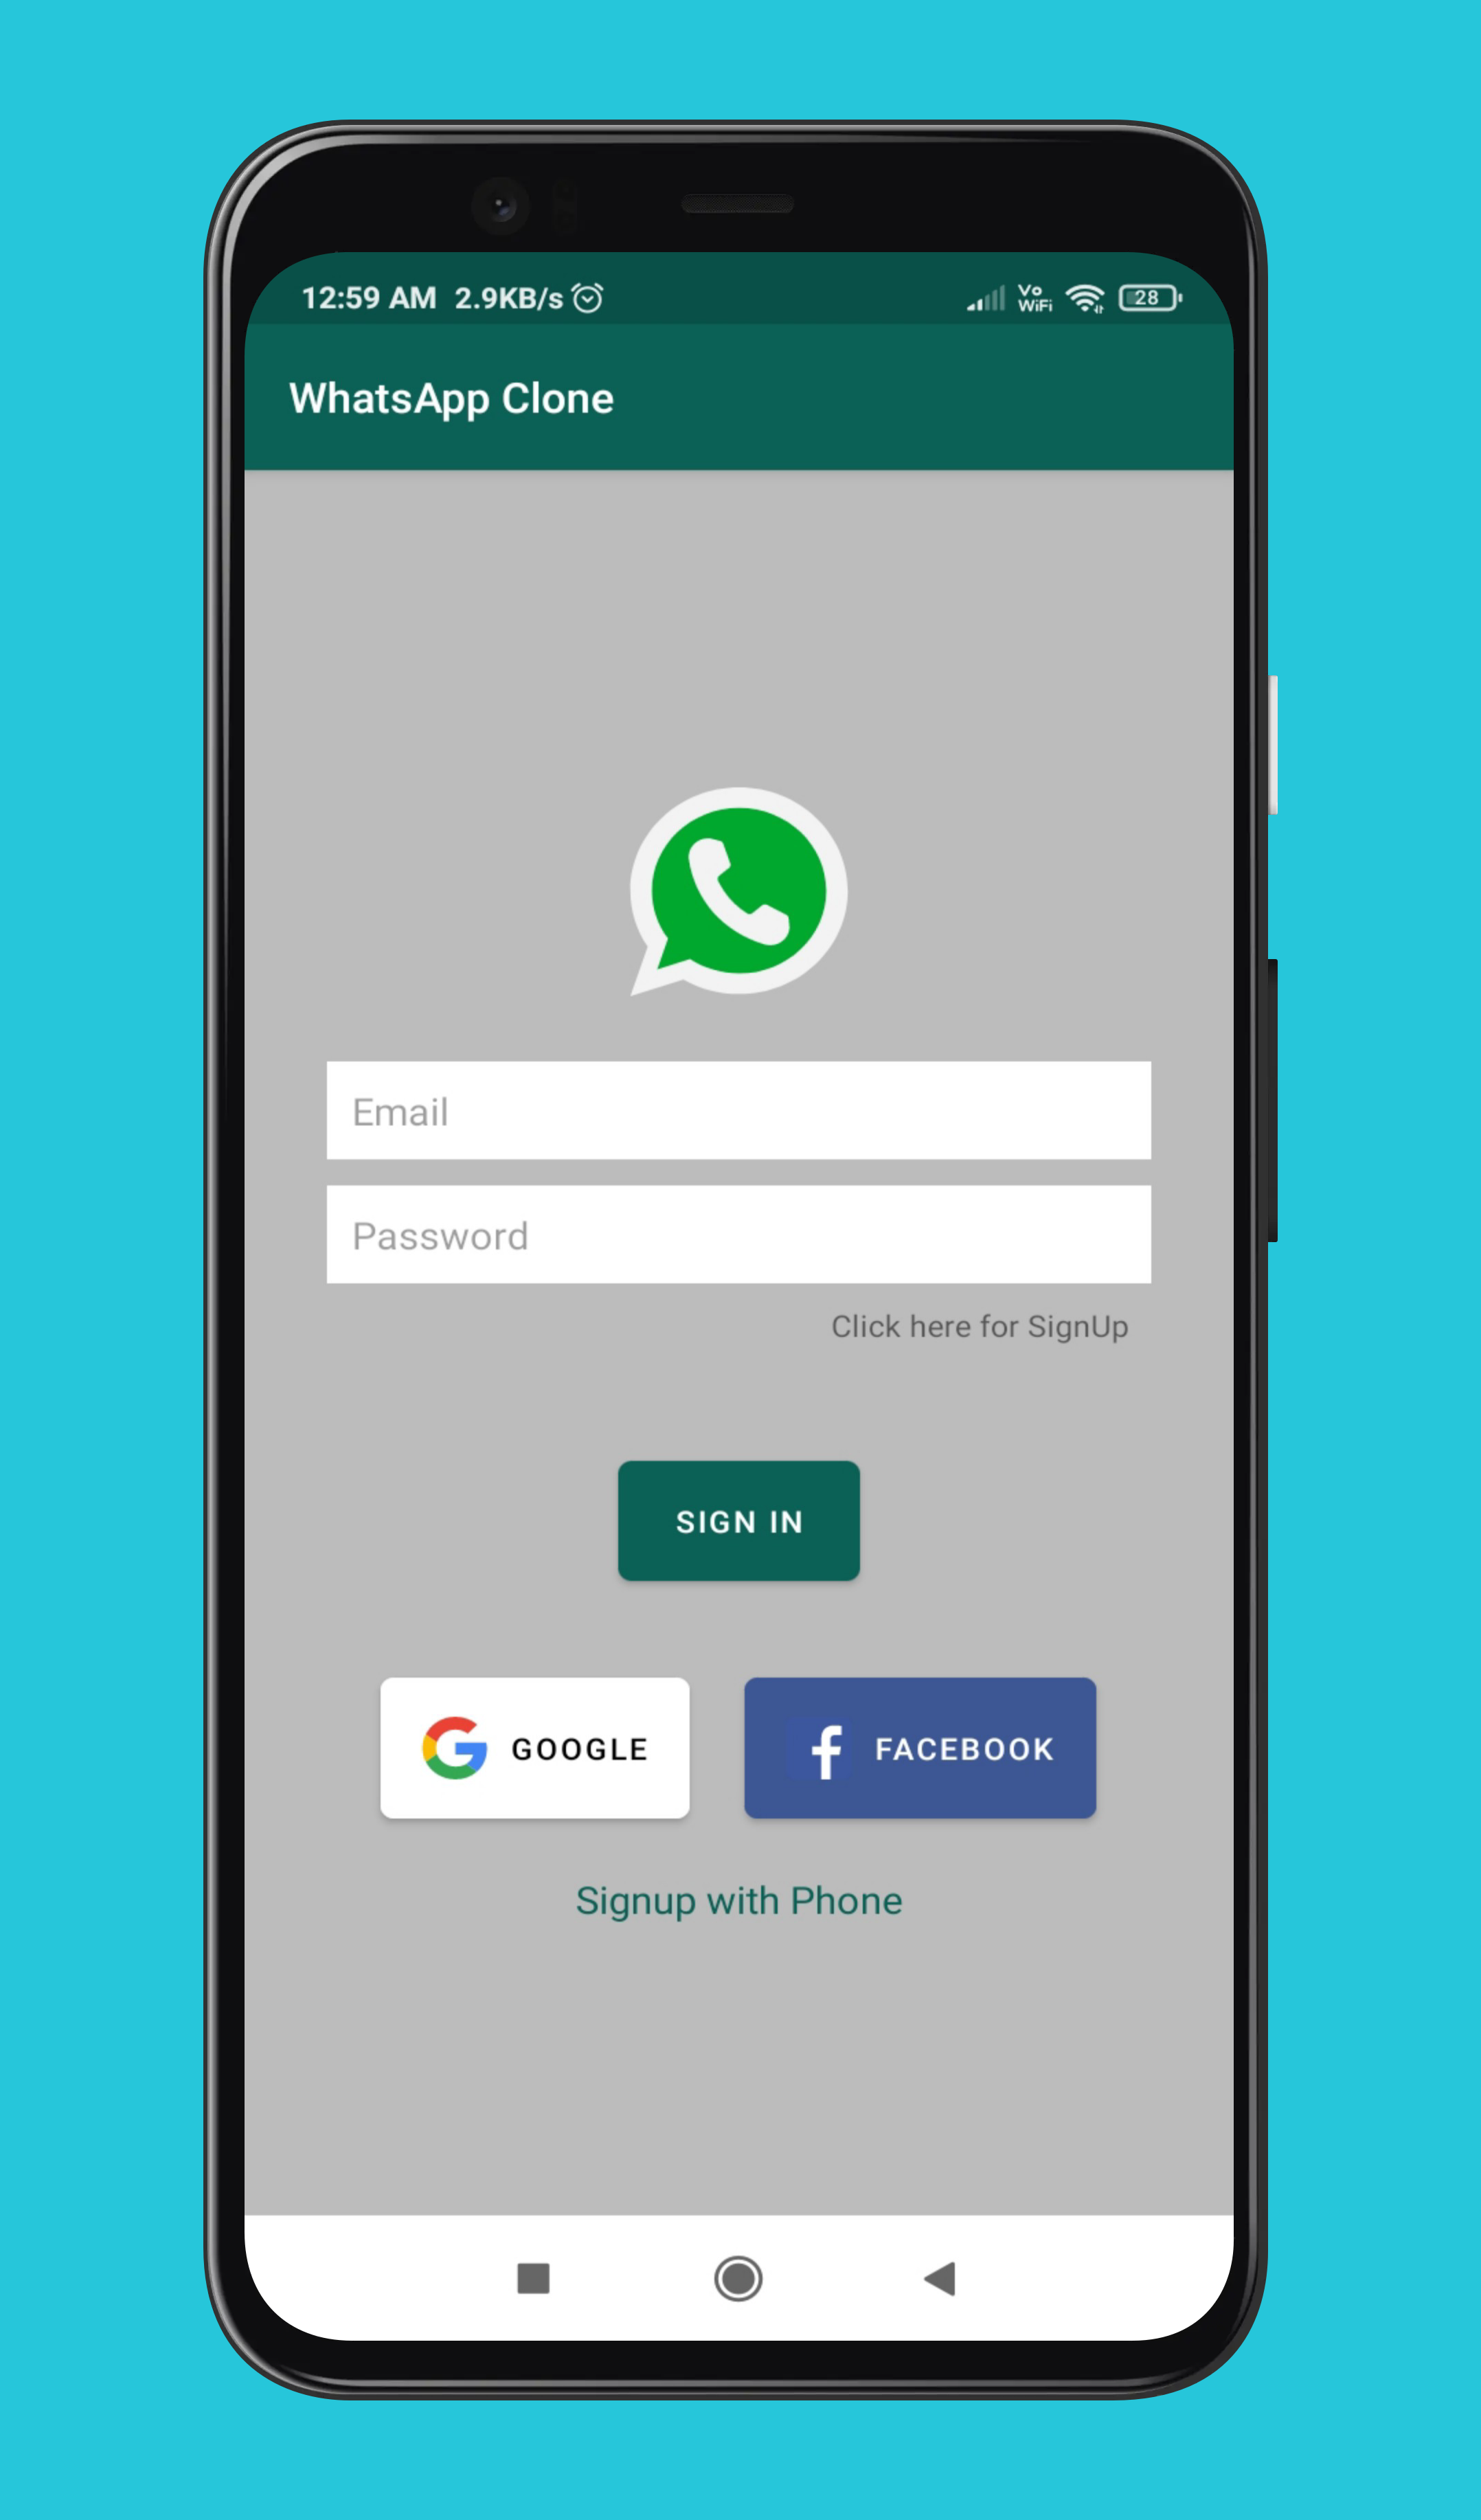 12:59 AM 2.9KB/s Vo WiFi 28
WhatsApp Clone
Email
Password
Click here for SignUp
SIGN IN
GOOGLE FACEBOOK
Signup with Phone